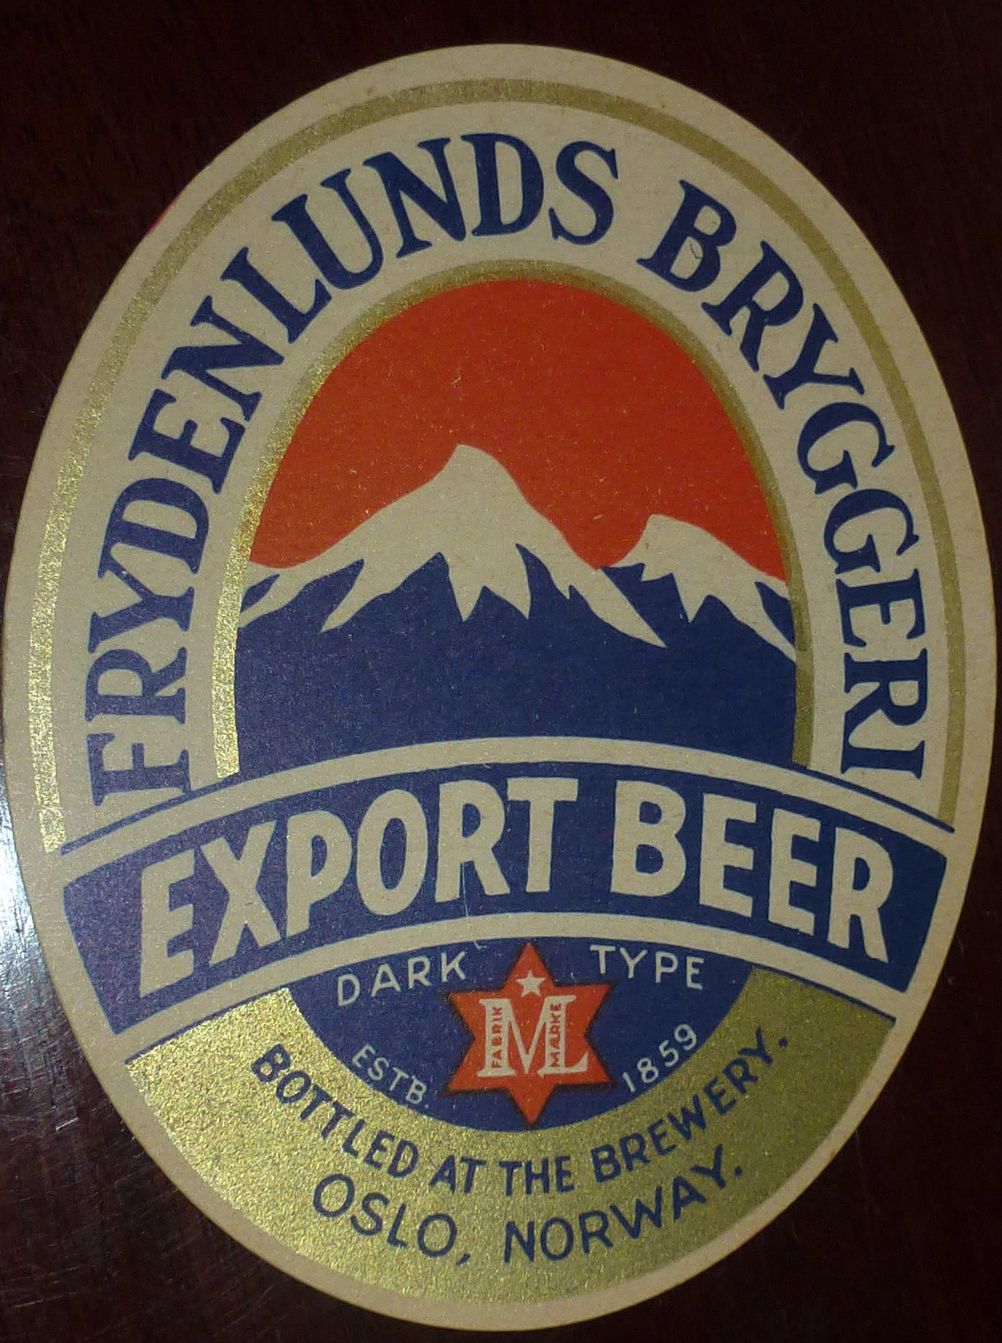 FRYDENLUNDS BRYGGERI
EXPORT BEER
DARK TYPE
FABRIK ML MÆRKE
ESTB. 1859
BOTTLED AT THE BREWERY.
OSLO, NORWAY.